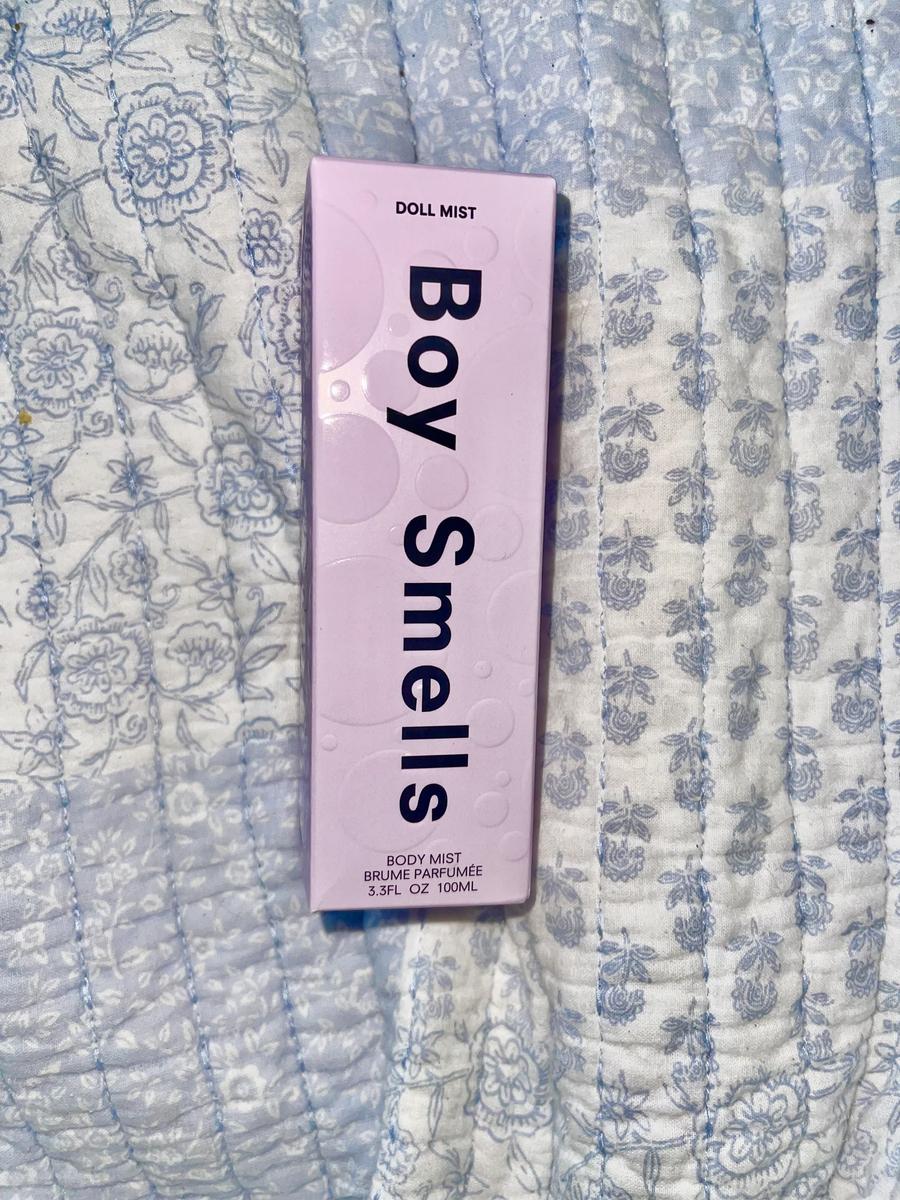 DOLL MIST
Boy Smells
BODY MIST
BRUME PARFUMÉE
3.3FL OZ 100ML